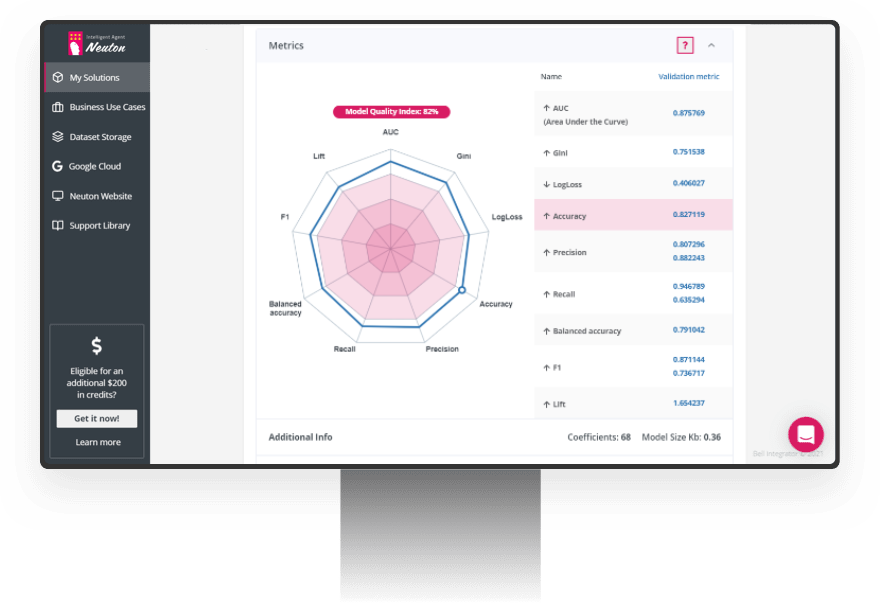 Intelligent Agent
Neuton
My Solutions
Business Use Cases
Dataset Storage
G Google Cloud
Neuton Website
Support Library
$
Eligible for an
additional $200
in credits?
Get it now!
Learn more
Metrics
?
Model Quality Index: 82%
AUC
Lift
Gini
F1
LogLoss
Balanced
accuracy
Accuracy
Recall
Precision
Name Validation metric
↑ AUC
(Area Under the Curve) 0.875769
↑ Gini 0.751538
↓ LogLoss 0.406027
↑ Accuracy 0.827119
↑ Precision 0.807296
0.882243
↑ Recall 0.946789
0.635294
↑ Balanced accuracy 0.791042
↑ F1 0.871144
0.736717
↑ Lift 1.654237
Additional Info Coefficients: 68 Model Size Kb: 0.36
Bell Integrator © 2021